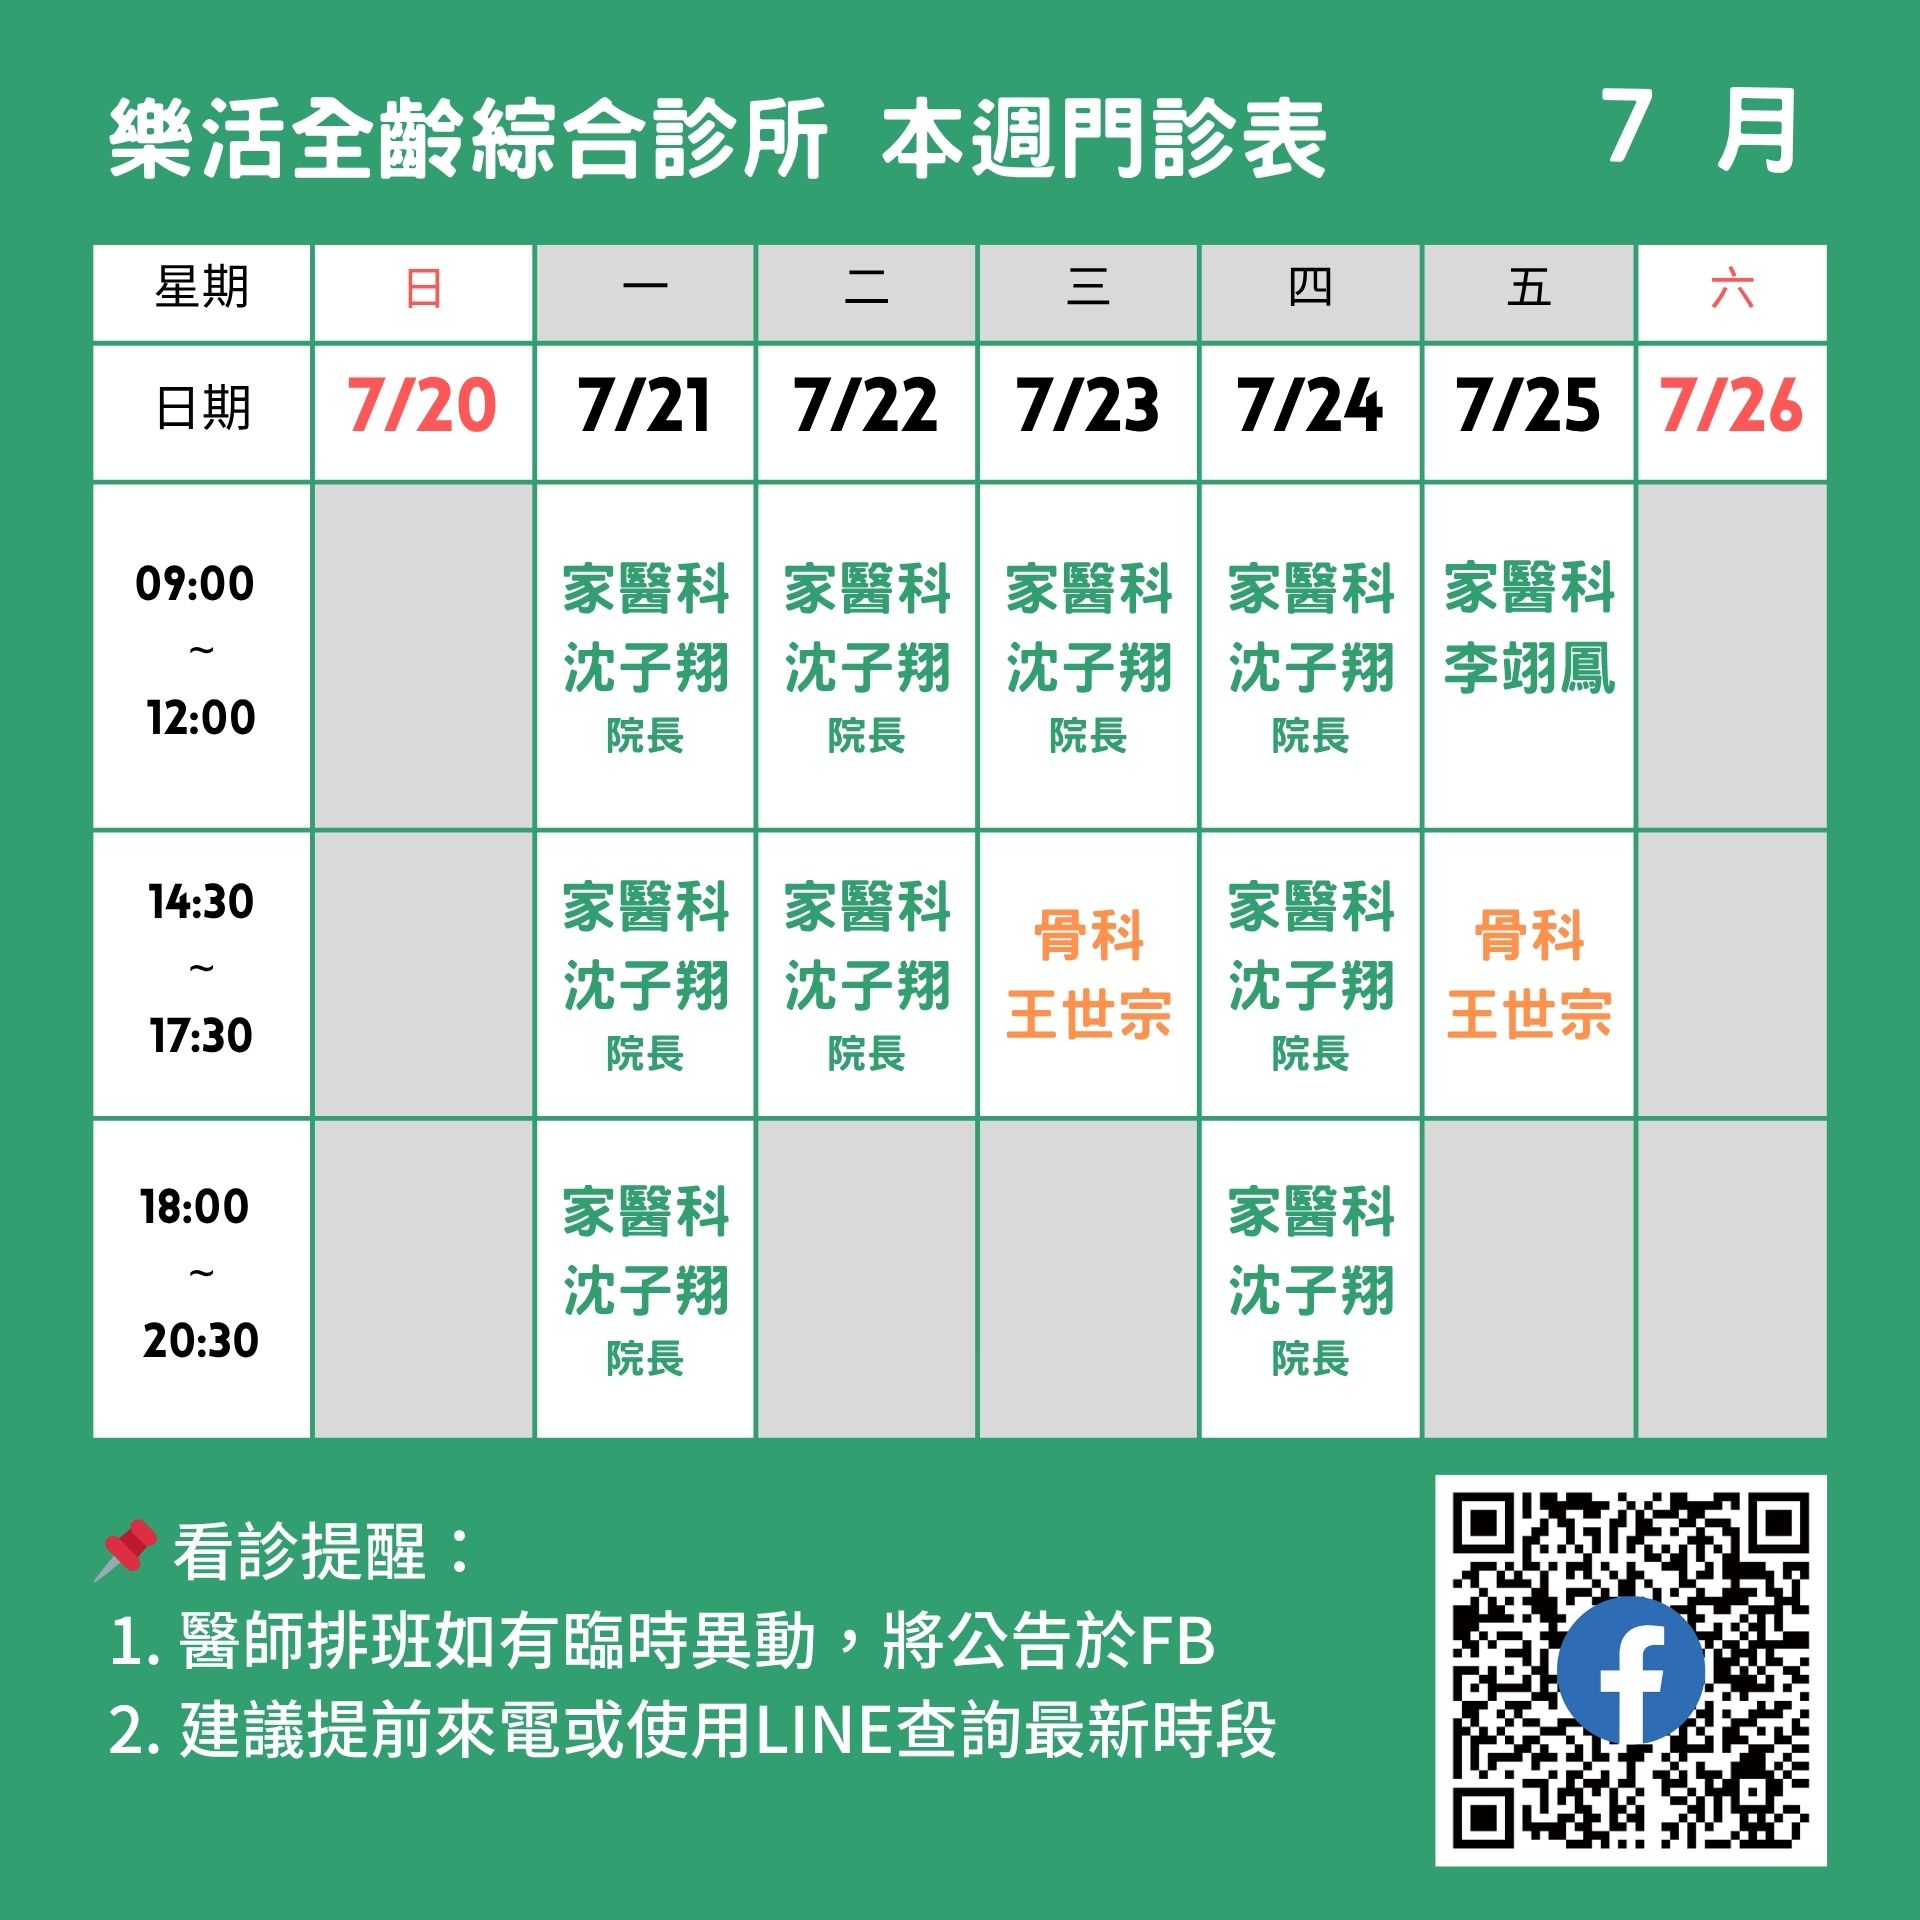 樂活全齡綜合診所 本週門診表 7 月
星期 日 一 二 三 四 五 六
日期 7/20 7/21 7/22 7/23 7/24 7/25 7/26
09:00
~
12:00
家醫科
沈子翔
院長
家醫科
沈子翔
院長
家醫科
沈子翔
院長
家醫科
沈子翔
院長
家醫科
李翊鳳
14:30
~
17:30
家醫科
沈子翔
院長
家醫科
沈子翔
院長
骨科
王世宗
家醫科
沈子翔
院長
骨科
王世宗
18:00
~
20:30
家醫科
沈子翔
院長
家醫科
沈子翔
院長
📌看診提醒：
1. 醫師排班如有臨時異動，將公告於FB
2. 建議提前來電或使用LINE查詢最新時段